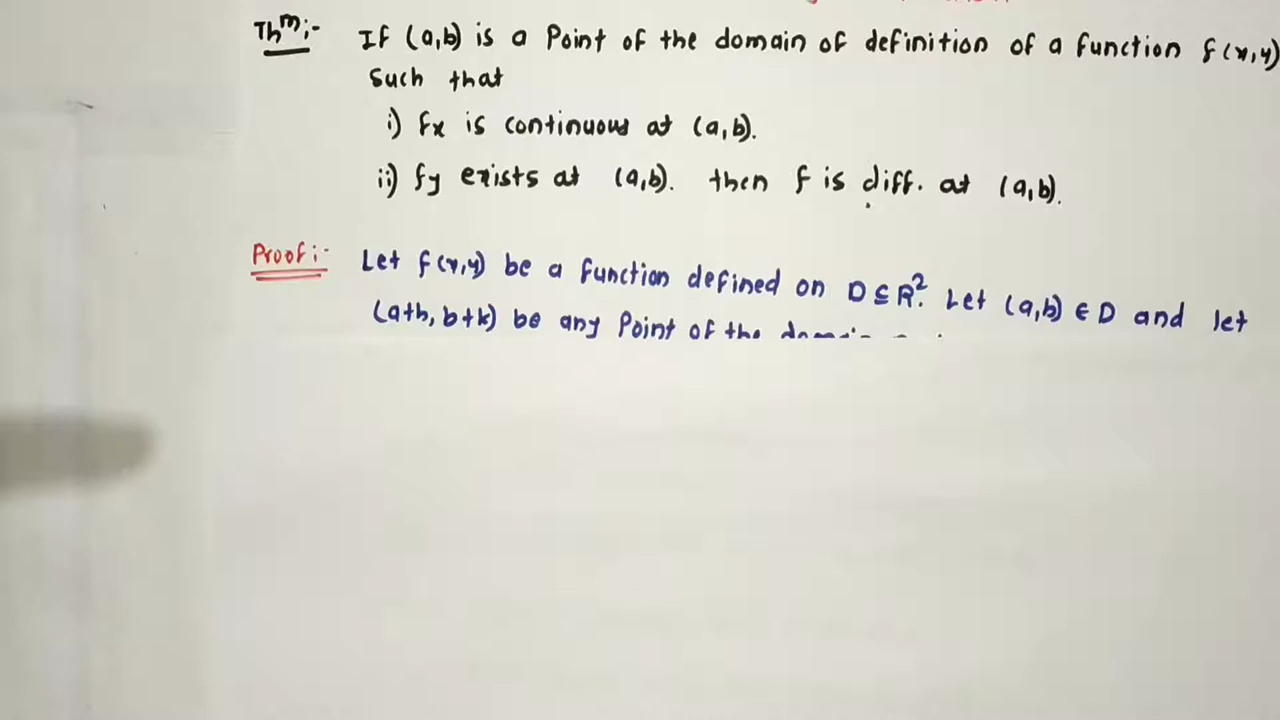 Thm:- If (a,b) is a Point of the domain of definition of a function f(x,y)
Such that
i) fx is continuous at (a,b).
ii) fy exists at (a,b). then f is diff. at (a,b).
Proof:- Let f(x,y) be a function defined on D⊆R². Let (a,b) ∈ D and let
(a+h, b+k) be any Point of the